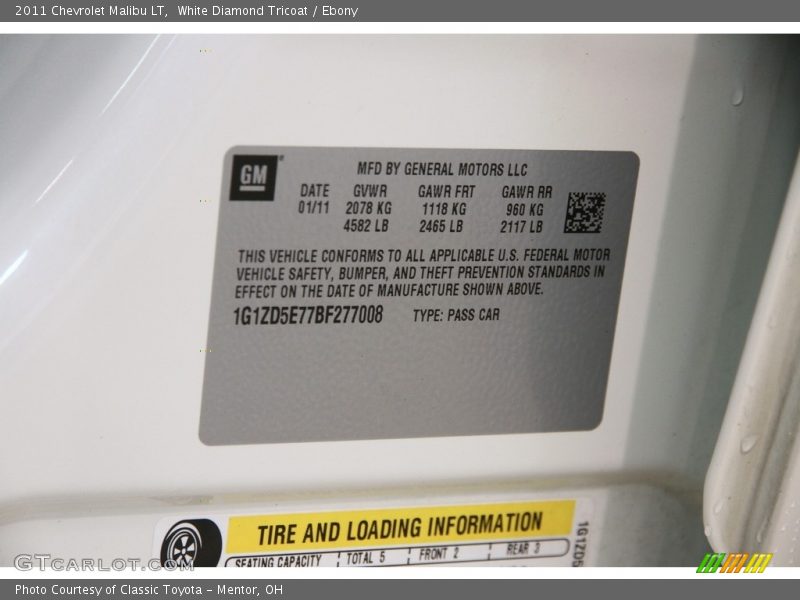 2011 Chevrolet Malibu LT,  White Diamond Tricoat / Ebony
GM
MFD BY GENERAL MOTORS LLC
DATE GVWR GAWR FRT GAWR RR
01/11 2078 KG 1118 KG 960 KG
4582 LB 2465 LB 2117 LB
THIS VEHICLE CONFORMS TO ALL APPLICABLE U.S. FEDERAL MOTOR
VEHICLE SAFETY, BUMPER, AND THEFT PREVENTION STANDARDS IN
EFFECT ON THE DATE OF MANUFACTURE SHOWN ABOVE.
1G1ZD5E77BF277008 TYPE: PASS CAR
TIRE AND LOADING INFORMATION
SEATING CAPACITY TOTAL 5 FRONT 2 REAR 3
1G1ZD5
GTcarlot.com
Photo Courtesy of Classic Toyota - Mentor, OH